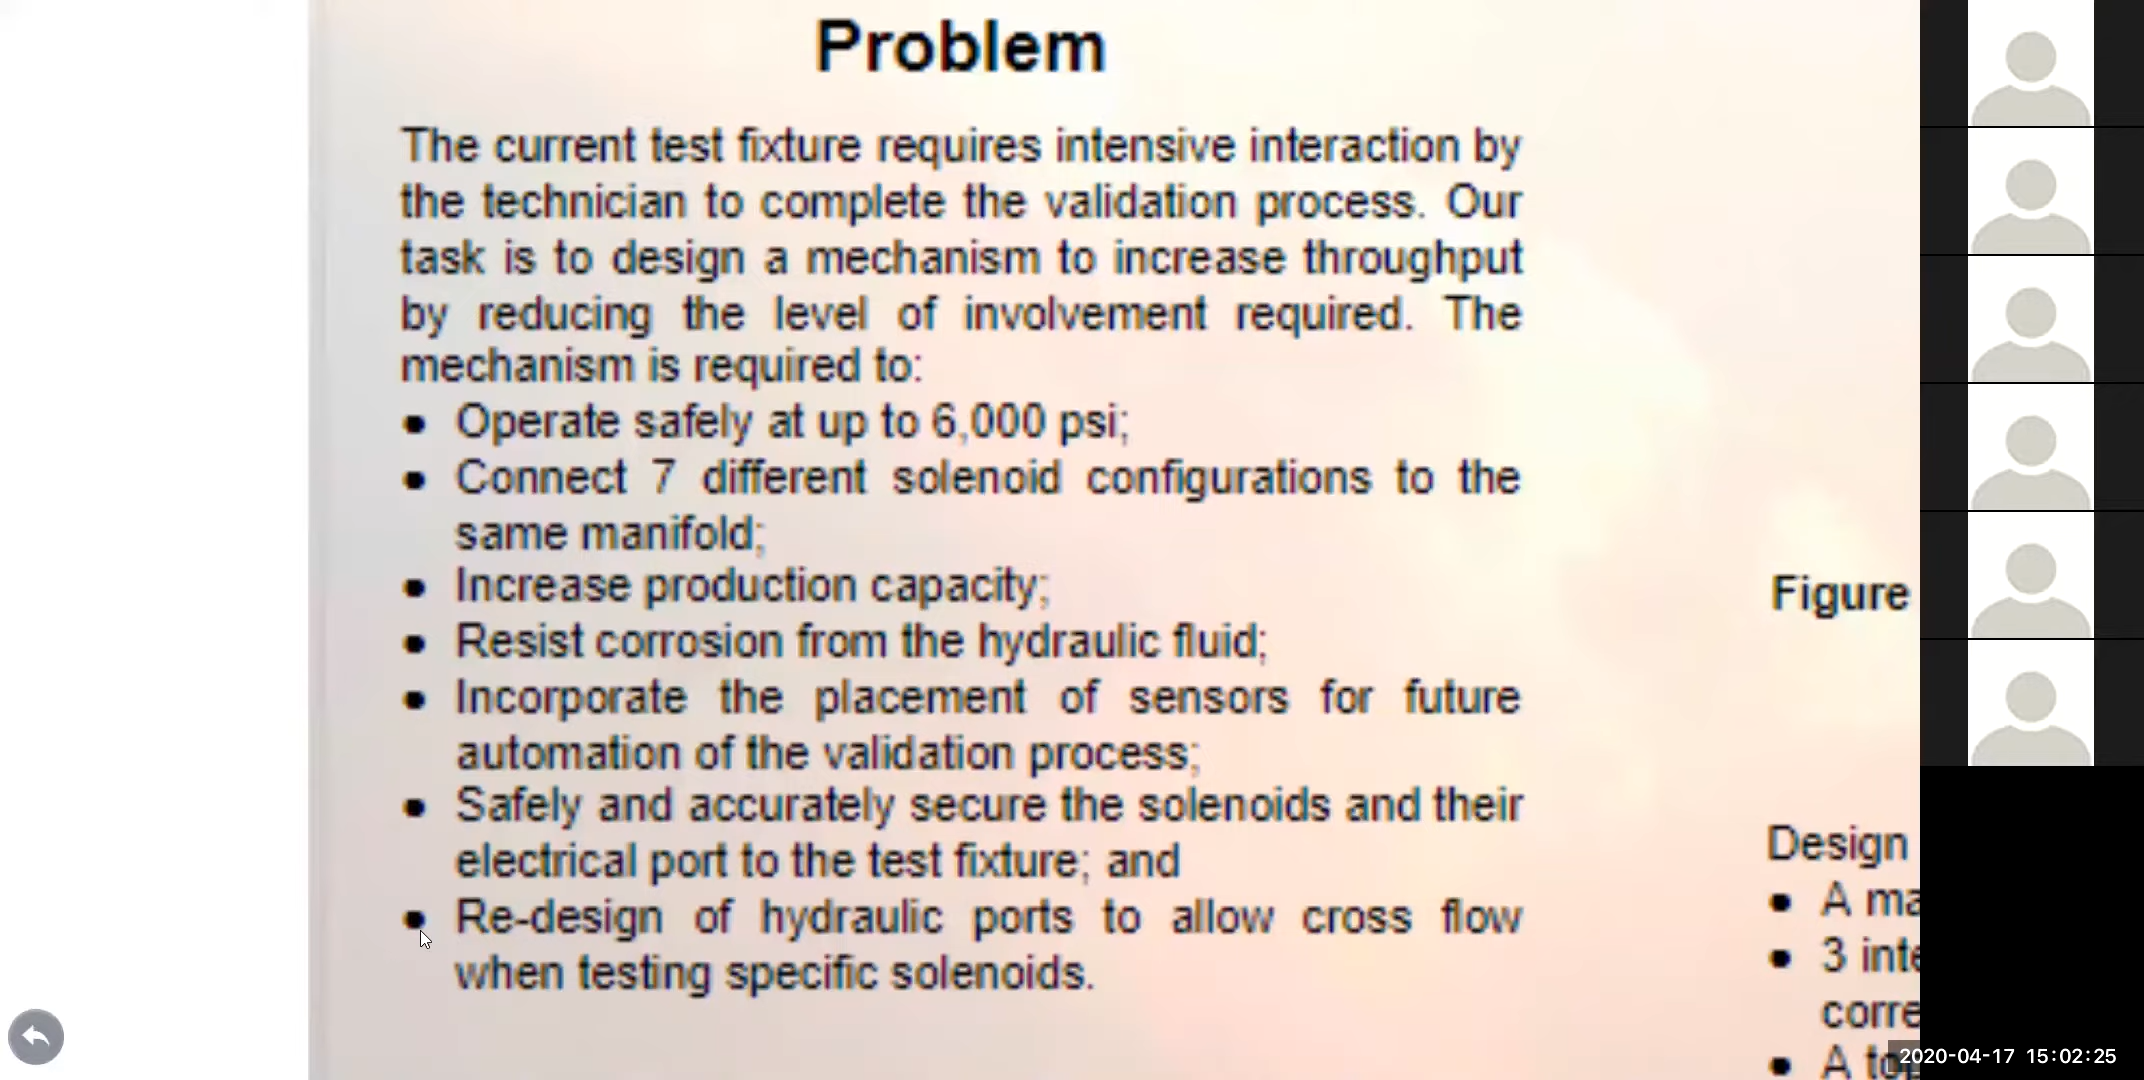 Problem
The current test fixture requires intensive interaction by
the technician to complete the validation process. Our
task is to design a mechanism to increase throughput
by reducing the level of involvement required. The
mechanism is required to:
• Operate safely at up to 6,000 psi;
• Connect 7 different solenoid configurations to the
same manifold;
• Increase production capacity;
• Resist corrosion from the hydraulic fluid;
• Incorporate the placement of sensors for future
automation of the validation process;
• Safely and accurately secure the solenoids and their
electrical port to the test fixture; and
• Re-design of hydraulic ports to allow cross flow
when testing specific solenoids.
Figure
Design
• A
• 3
• A
2020-04-17 15:02:25